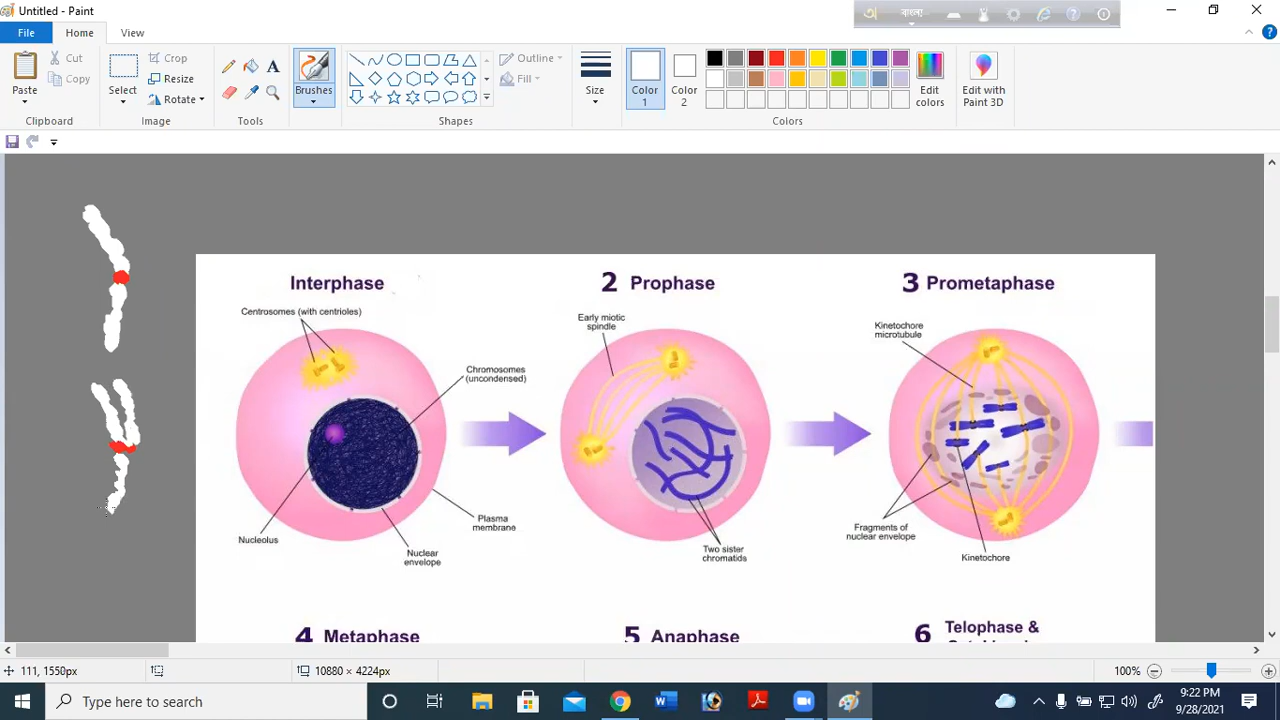 Untitled - Paint
বাংলা
File
Home
View
Paste
Cut
Copy
Clipboard
Select
Crop
Resize
Rotate
Image
A
Tools
Brushes
Outline
Fill
Shapes
Size
Color 1
Color 2
Edit colors
Edit with Paint 3D
Colors
Interphase
Centrosomes (with centrioles)
Chromosomes
(uncondensed)
Nucleolus
Nuclear
envelope
Plasma
membrane
2 Prophase
Early miotic
spindle
Two sister
chromatids
3 Prometaphase
Kinetochore
microtubule
Fragments of
nuclear envelope
Kinetochore
4 Metaphase
5 Anaphase
6 Telophase &
111, 1550px
10880 × 4224px
100%
Type here to search
9:22 PM
9/28/2021